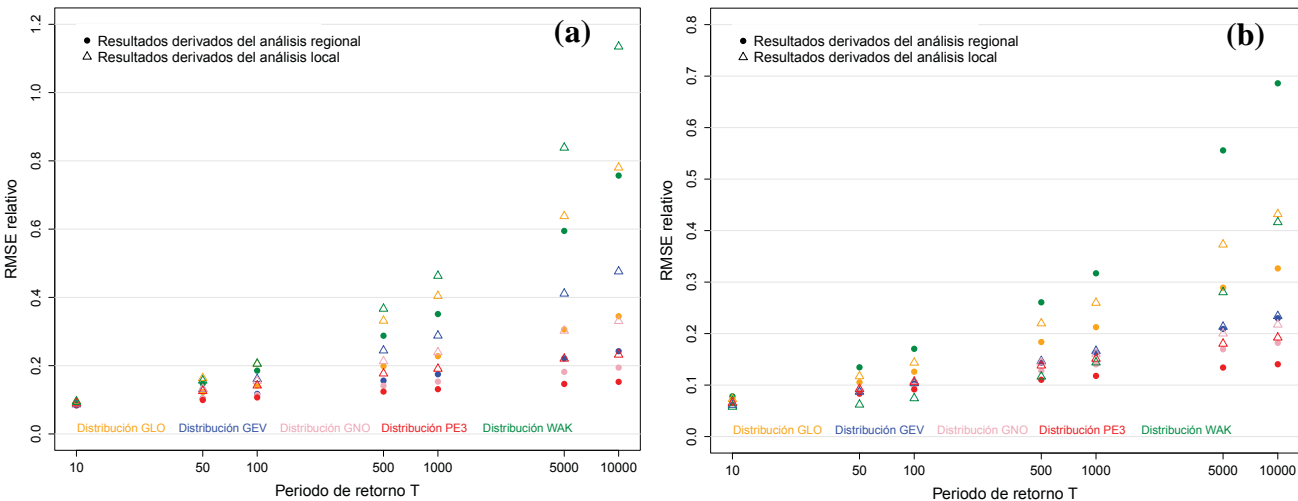 (a)
Resultados derivados del análisis regional
Resultados derivados del análisis local
RMSE relativo
1.2
1.0
0.8
0.6
0.4
0.2
0.0
Distribución GLO Distribución GEV Distribución GNO Distribución PE3 Distribución WAK
10 50 100 500 1000 5000 10000
Periodo de retorno T
(b)
Resultados derivados del análisis regional
Resultados derivados del análisis local
RMSE relativo
0.8
0.7
0.6
0.5
0.4
0.3
0.2
0.1
0.0
Distribución GLO Distribución GEV Distribución GNO Distribución PE3 Distribución WAK
10 50 100 500 1000 5000 10000
Periodo de retorno T